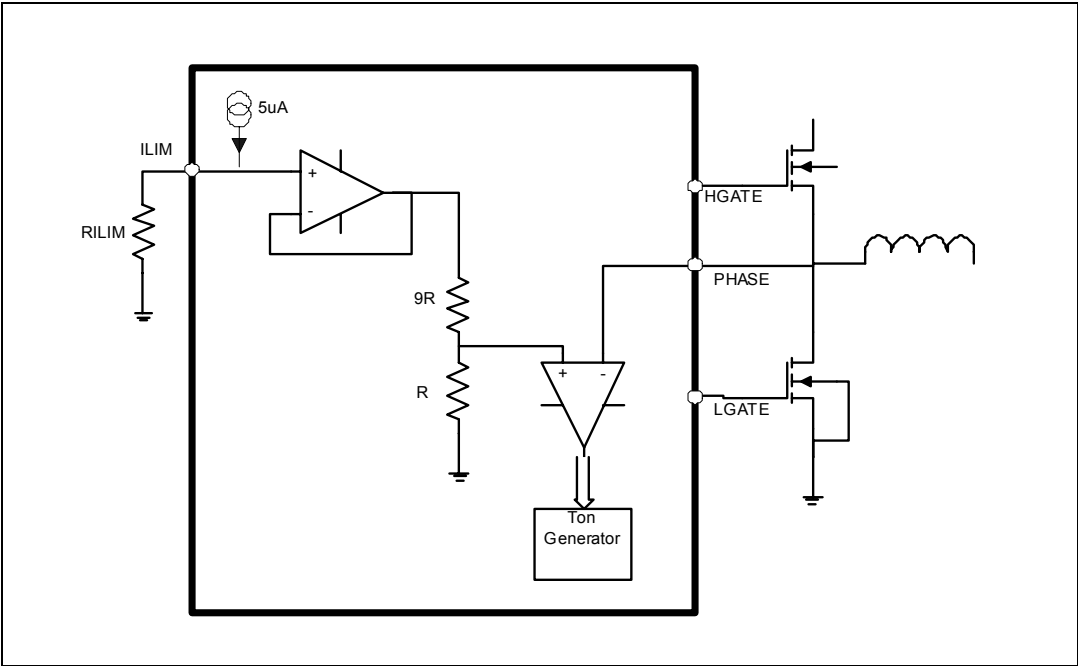 5uA
ILIM
+
-
RILIM
HGATE
PHASE
9R
+ -
R
LGATE
Ton
Generator